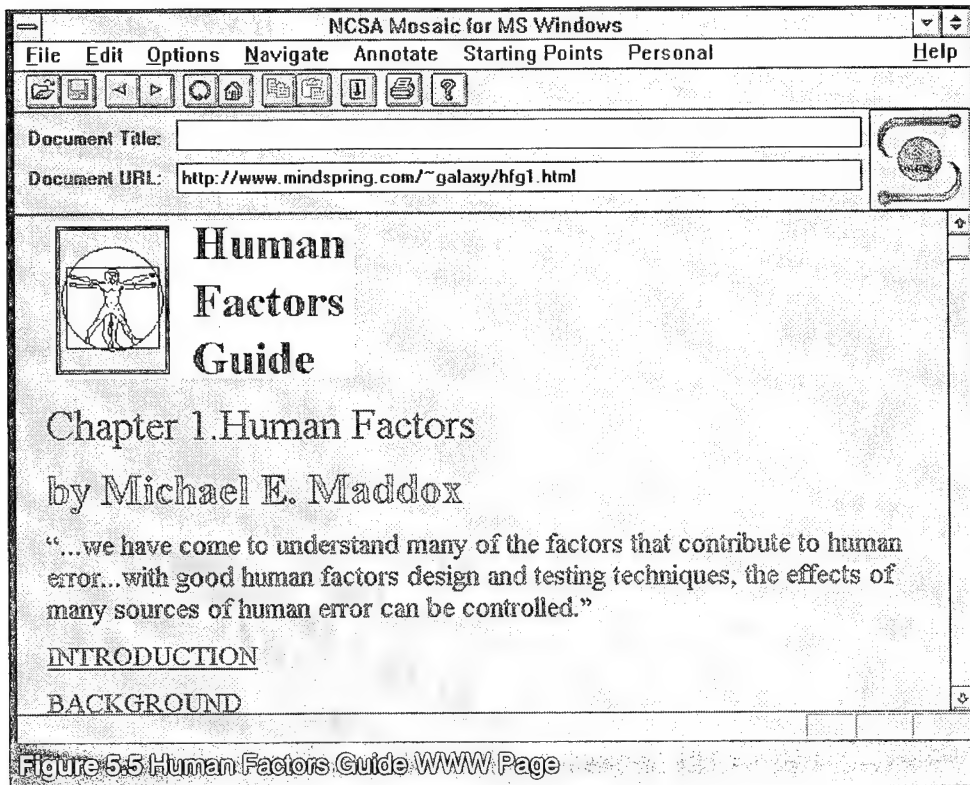 NCSA Mosaic for MS Windows
File Edit Options Navigate Annotate Starting Points Personal Help
Document Title:
Document URL: http://www.mindspring.com/~galaxy/hfg1.html
Human
Factors
Guide
Chapter 1.Human Factors
by Michael E. Maddox
“...we have come to understand many of the factors that contribute to human
error...with good human factors design and testing techniques, the effects of
many sources of human error can be controlled.”
INTRODUCTION
BACKGROUND
Figure 5.5 Human Factors Guide WWW Page